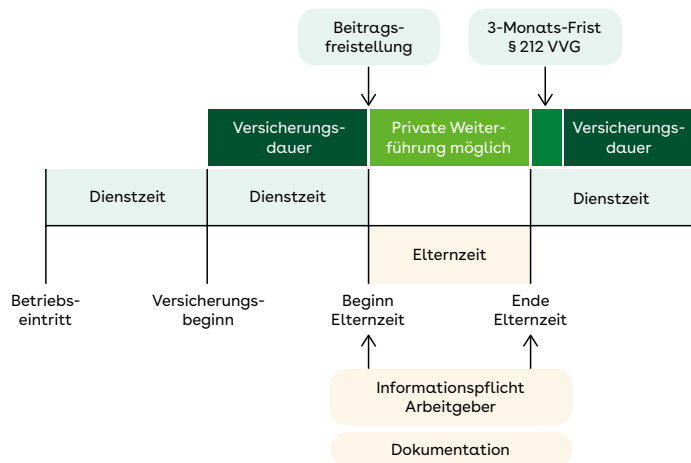 Beitrags-
freistellung
3-Monats-Frist
§ 212 VVG
Versicherungs-
dauer
Private Weiter-
führung möglich
Versicherungs-
dauer
Dienstzeit
Dienstzeit
Dienstzeit
Elternzeit
Betriebs-
eintritt
Versicherungs-
beginn
Beginn
Elternzeit
Ende
Elternzeit
Informationspflicht
Arbeitgeber
Dokumentation